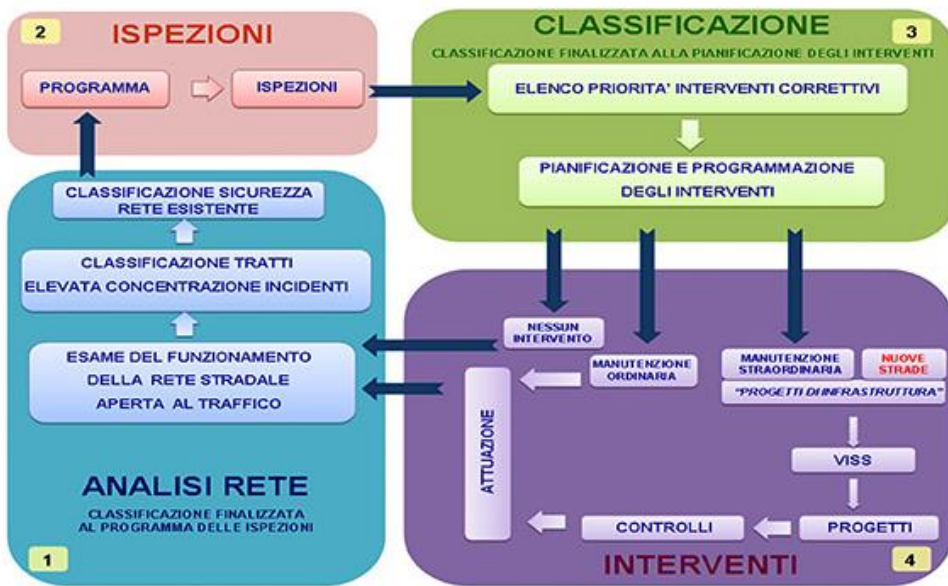 2
ISPEZIONI
PROGRAMMA
ISPEZIONI
CLASSIFICAZIONE
3
CLASSIFICAZIONE FINALIZZATA ALLA PIANIFICAZIONE DEGLI INTERVENTI
ELENCO PRIORITA' INTERVENTI CORRETTIVI
PIANIFICAZIONE E PROGRAMMAZIONE
DEGLI INTERVENTI
CLASSIFICAZIONE SICUREZZA
RETE ESISTENTE
CLASSIFICAZIONE TRATTI
ELEVATA CONCENTRAZIONE INCIDENTI
ESAME DEL FUNZIONAMENTO
DELLA RETE STRADALE
APERTA AL TRAFFICO
ANALISI RETE
CLASSIFICAZIONE FINALIZZATA
AL PROGRAMMA DELLE ISPEZIONI
1
NESSUN
INTERVENTO
MANUTENZIONE
ORDINARIA
MANUTENZIONE
STRAORDINARIA
NUOVE
STRADE
"PROGETTI DI INFRASTRUTTURA"
ATTUAZIONE
VISS
CONTROLLI
PROGETTI
INTERVENTI
4